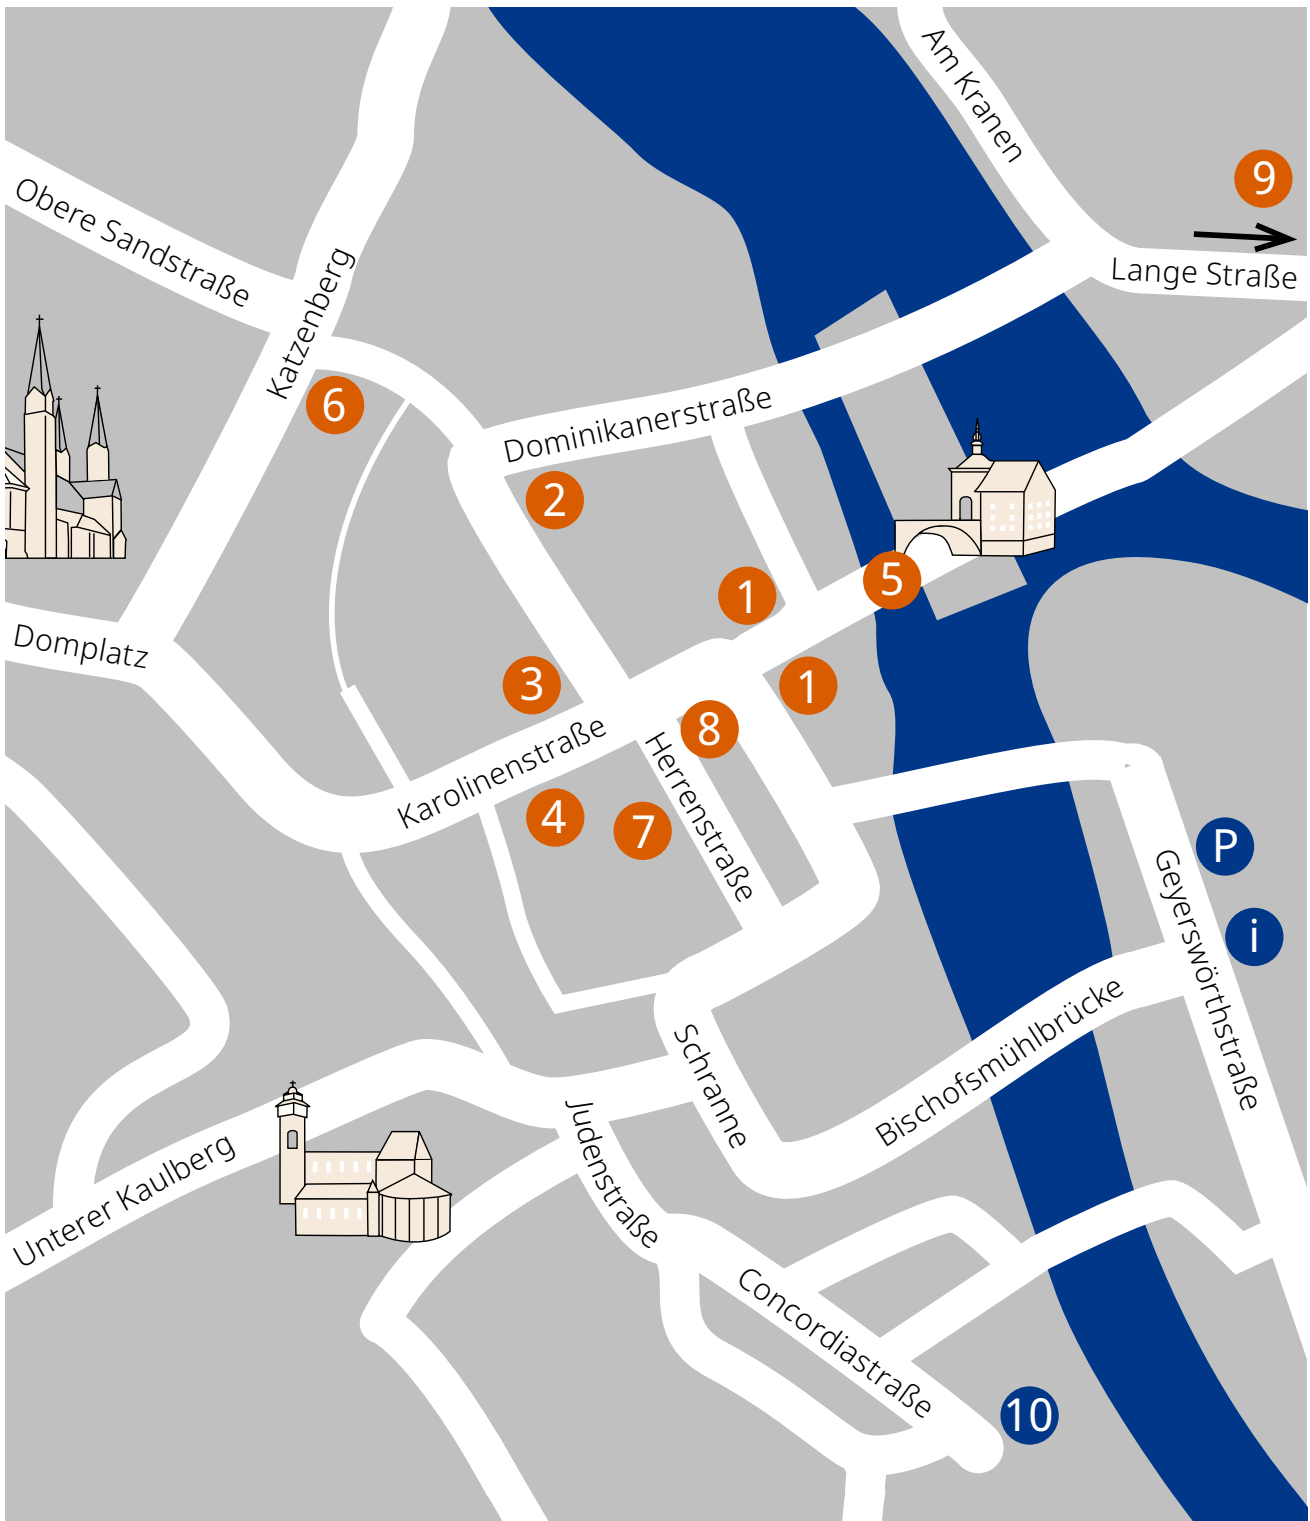 Am Kranen
9
Obere Sandstraße
Lange Straße
Katzenberg
6
Dominikanerstraße
2
5
1
Domplatz
3
1
8
Karolinenstraße
Herrenstraße
4
7
P
Geyerswörthstraße
i
Schranne
Bischofsmühlbrücke
Judenstraße
Unterer Kaulberg
Concordiastraße
10